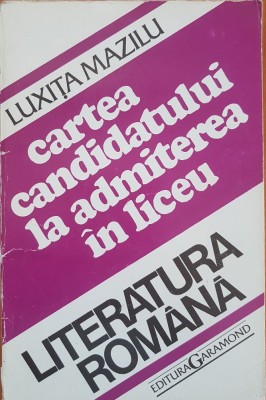 LUXIȚA MAZILU
cartea
candidatului
la admiterea
în liceu
LITERATURA
ROMÂNĂ
EDITURA GARAMOND